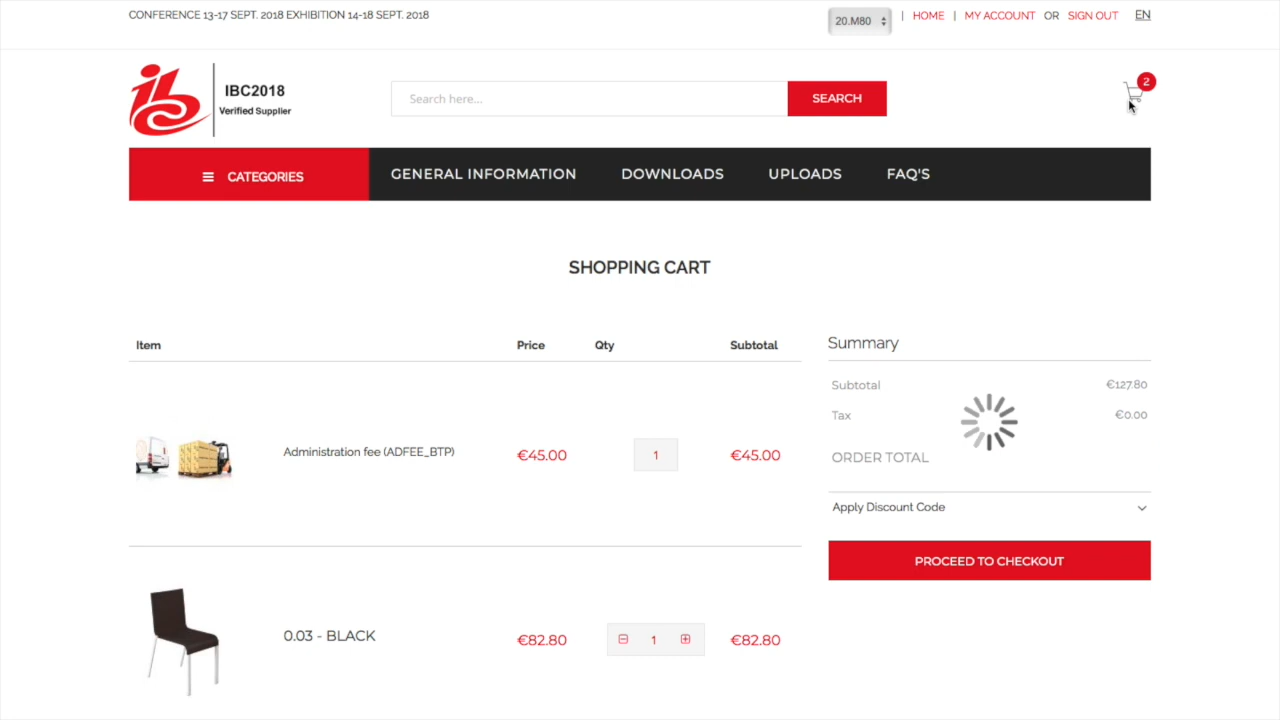 CONFERENCE 13-17 SEPT. 2018 EXHIBITION 14-18 SEPT. 2018
20.M80 | HOME | MY ACCOUNT OR SIGN OUT EN
IBC2018
Verified Supplier
Search here...
SEARCH
2
CATEGORIES
GENERAL INFORMATION DOWNLOADS UPLOADS FAQ'S
SHOPPING CART
Item Price Qty Subtotal
Administration fee (ADFEE_BTP) €45.00 1 €45.00
0.03 - BLACK €82.80 1 €82.80
Summary
Subtotal €127.80
Tax €0.00
ORDER TOTAL
Apply Discount Code
PROCEED TO CHECKOUT